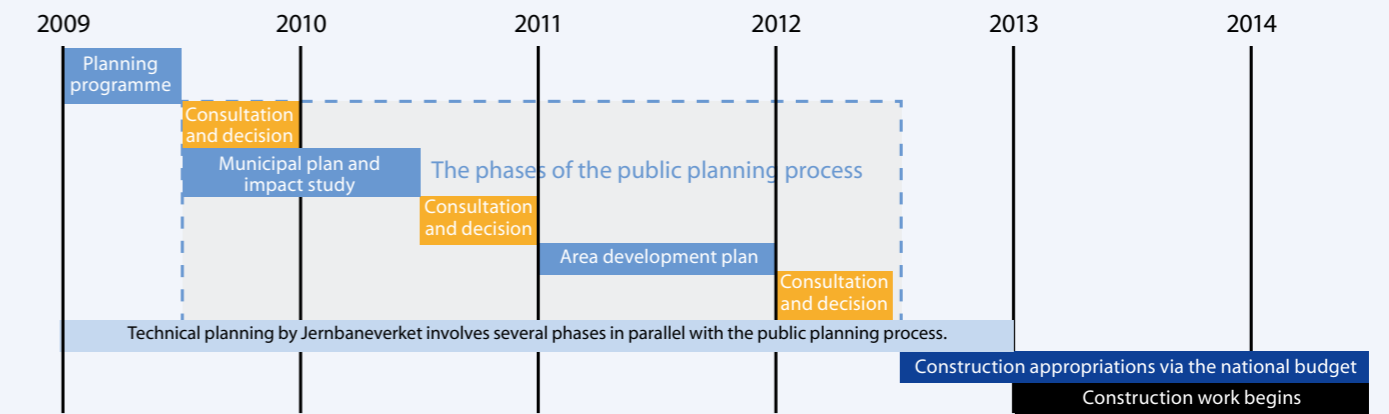 2009 2010 2011 2012 2013 2014
Planning
programme
Consultation
and decision
Municipal plan and
impact study
The phases of the public planning process
Consultation
and decision
Area development plan
Consultation
and decision
Technical planning by Jernbaneverket involves several phases in parallel with the public planning process.
Construction appropriations via the national budget
Construction work begins